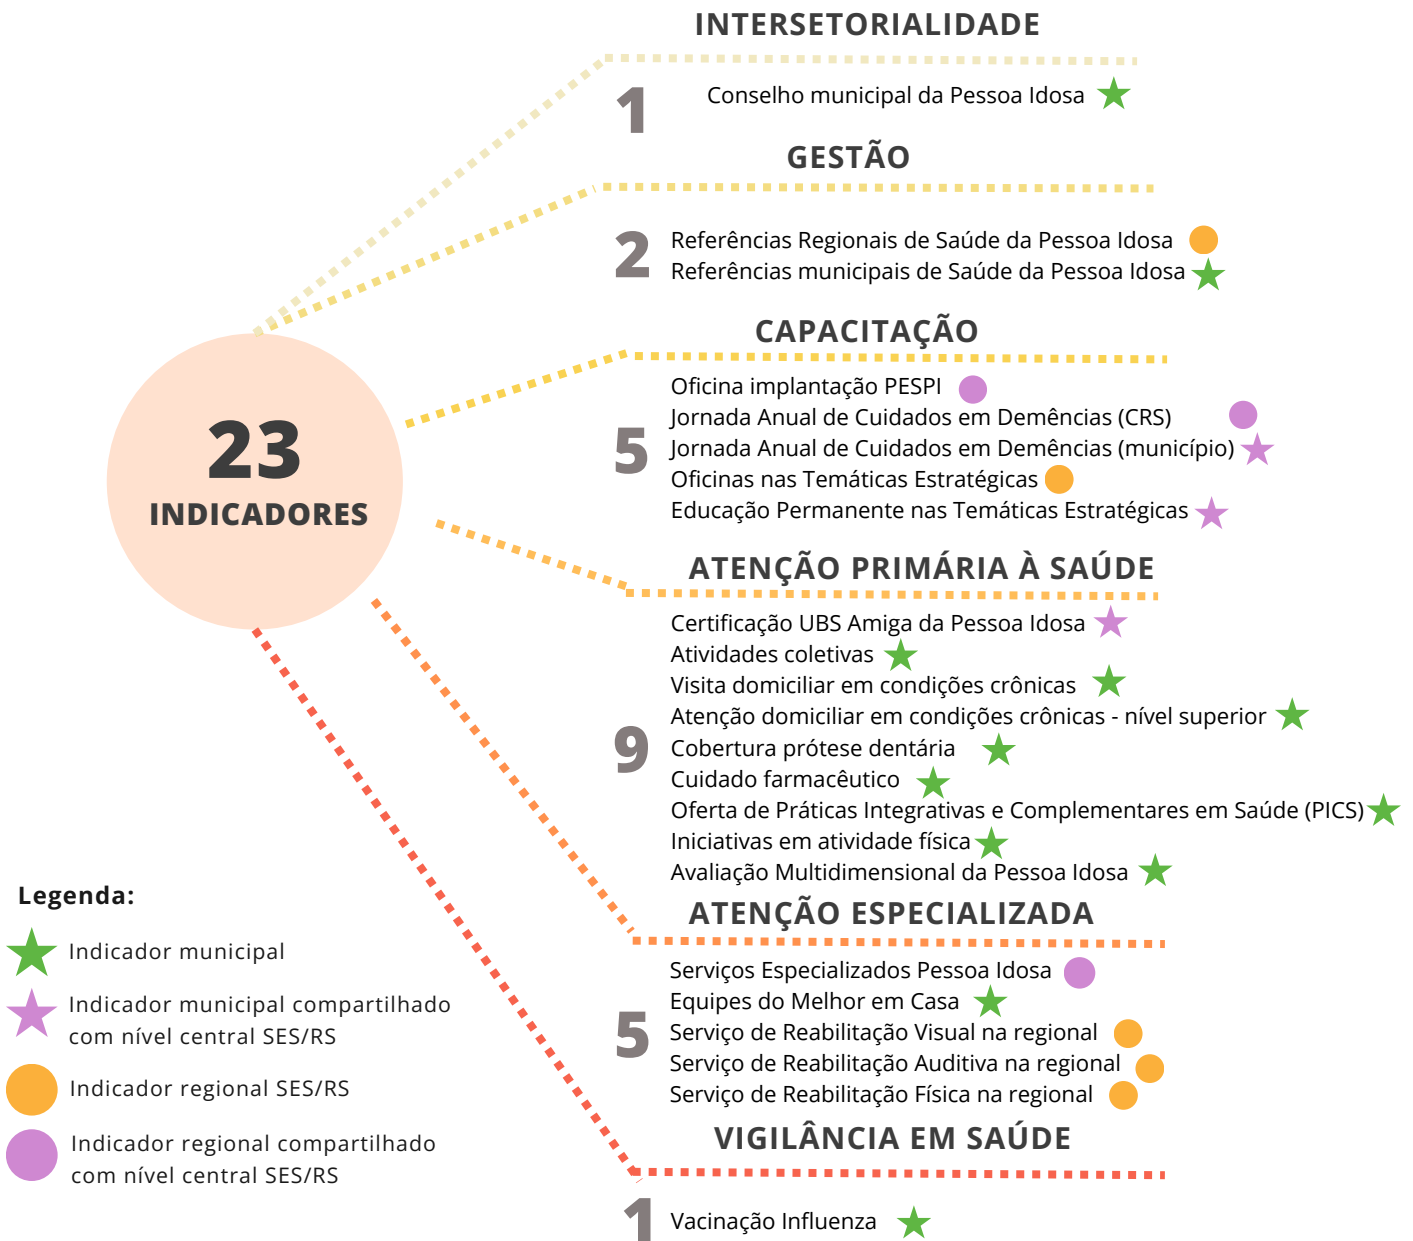 INTERSETORIALIDADE
1
Conselho municipal da Pessoa Idosa
GESTÃO
2
Referências Regionais de Saúde da Pessoa Idosa
Referências municipais de Saúde da Pessoa Idosa
CAPACITAÇÃO
5
Oficina implantação PESPI
Jornada Anual de Cuidados em Demências (CRS)
Jornada Anual de Cuidados em Demências (município)
Oficinas nas Temáticas Estratégicas
Educação Permanente nas Temáticas Estratégicas
23
INDICADORES
ATENÇÃO PRIMÁRIA À SAÚDE
9
Certificação UBS Amiga da Pessoa Idosa
Atividades coletivas
Visita domiciliar em condições crônicas
Atenção domiciliar em condições crônicas - nível superior
Cobertura prótese dentária
Cuidado farmacêutico
Oferta de Práticas Integrativas e Complementares em Saúde (PICS)
Iniciativas em atividade física
Avaliação Multidimensional da Pessoa Idosa
ATENÇÃO ESPECIALIZADA
5
Serviços Especializados Pessoa Idosa
Equipes do Melhor em Casa
Serviço de Reabilitação Visual na regional
Serviço de Reabilitação Auditiva na regional
Serviço de Reabilitação Física na regional
VIGILÂNCIA EM SAÚDE
1
Vacinação Influenza
Legenda:
Indicador municipal
Indicador municipal compartilhado
com nível central SES/RS
Indicador regional SES/RS
Indicador regional compartilhado
com nível central SES/RS